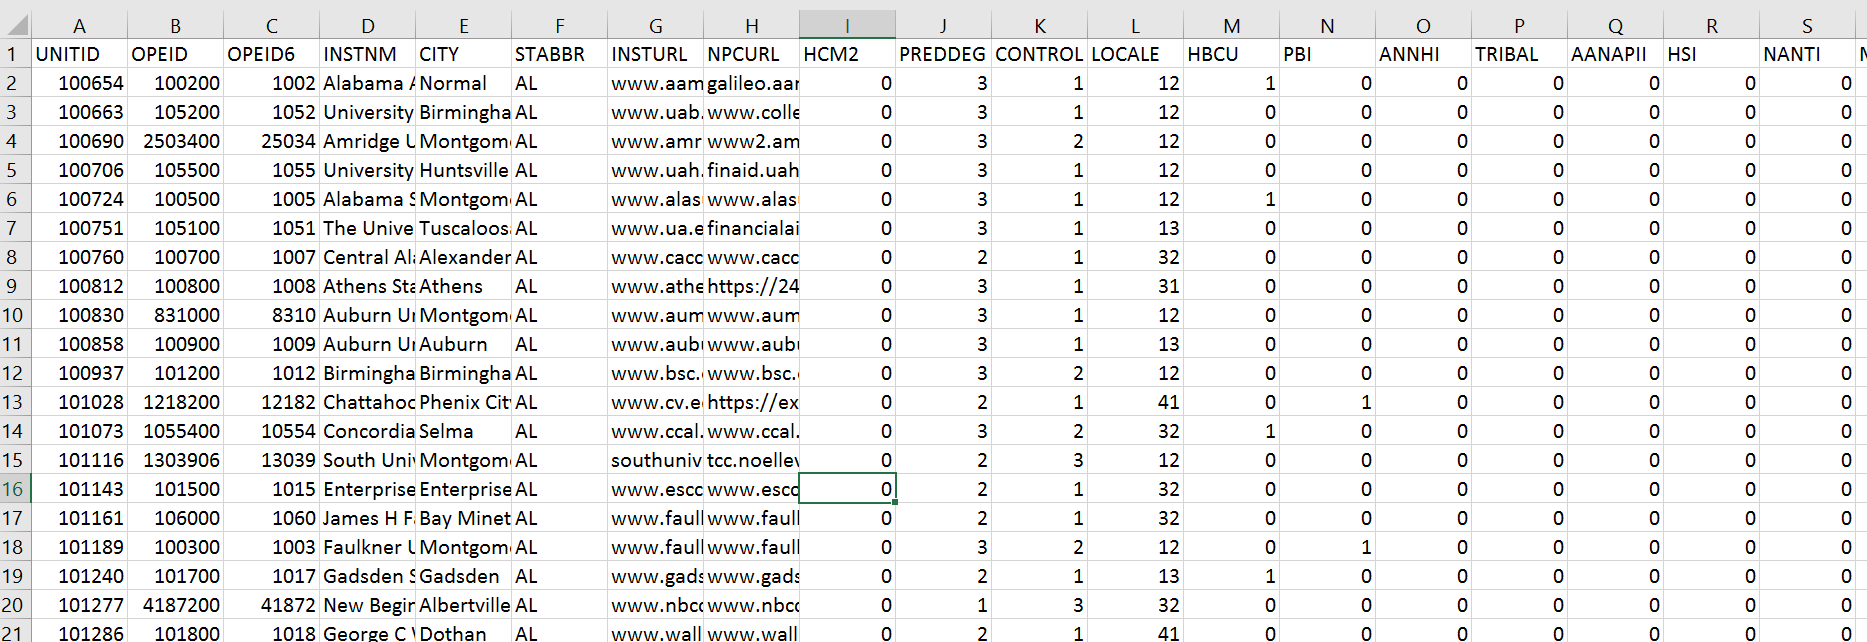 A B C D E F G H I J K L M N O P Q R S
1 UNITID OPEID OPEID6 INSTNM CITY STABBR INSTURL NPCURL HCM2 PREDDEG CONTROL LOCALE HBCU PBI ANNHI TRIBAL AANAPII HSI NANTI
2 100654 100200 1002 Alabama Normal AL www.aam galileo.aar 0 3 1 12 1 0 0 0 0 0 0
3 100663 105200 1052 University Birmingha AL www.uab. www.colle 0 3 1 12 0 0 0 0 0 0 0
4 100690 2503400 25034 Amridge Montgom AL www.amr www2.am 0 3 2 12 0 0 0 0 0 0 0
5 100706 105500 1055 University Huntsville AL www.uah. finaid.uah 0 3 1 12 0 0 0 0 0 0 0
6 100724 100500 1005 Alabama Montgom AL www.alas www.alas 0 3 1 12 1 0 0 0 0 0 0
7 100751 105100 1051 The Unive Tuscaloos AL www.ua.e financialai 0 3 1 13 0 0 0 0 0 0 0
8 100760 100700 1007 Central Ala Alexander AL www.cacc www.cacc 0 2 1 32 0 0 0 0 0 0 0
9 100812 100800 1008 Athens Sta Athens AL www.athe https://24 0 3 1 31 0 0 0 0 0 0 0
10 100830 831000 8310 Auburn Montgom AL www.aum www.aum 0 3 1 12 0 0 0 0 0 0 0
11 100858 100900 1009 Auburn Auburn AL www.aub www.aub 0 3 1 13 0 0 0 0 0 0 0
12 100937 101200 1012 Birmingha Birmingha AL www.bsc. www.bsc. 0 3 2 12 0 0 0 0 0 0 0
13 101028 1218200 12182 Chattahoc Phenix City AL www.cv.e https://ex 0 2 1 41 0 1 0 0 0 0 0
14 101073 1055400 10554 Concordia Selma AL www.ccal. www.ccal. 0 3 2 32 1 0 0 0 0 0 0
15 101116 1303906 13039 South Univ Montgom AL southuniv tcc.noellev 0 2 3 12 0 0 0 0 0 0 0
16 101143 101500 1015 Enterprise Enterprise AL www.escc www.escc 0 2 1 32 0 0 0 0 0 0 0
17 101161 106000 1060 James H Fa Bay Minet AL www.faull www.faull 0 2 1 32 0 0 0 0 0 0 0
18 101189 100300 1003 Faulkner Montgom AL www.faull www.faull 0 3 2 12 0 1 0 0 0 0 0
19 101240 101700 1017 Gadsden S Gadsden AL www.gads www.gads 0 2 1 13 1 0 0 0 0 0 0
20 101277 4187200 41872 New Begin Albertville AL www.nbcc www.nbcc 0 1 3 32 0 0 0 0 0 0 0
21 101286 101800 1018 George C Dothan AL www.wall www.wall 0 2 1 41 0 0 0 0 0 0 0